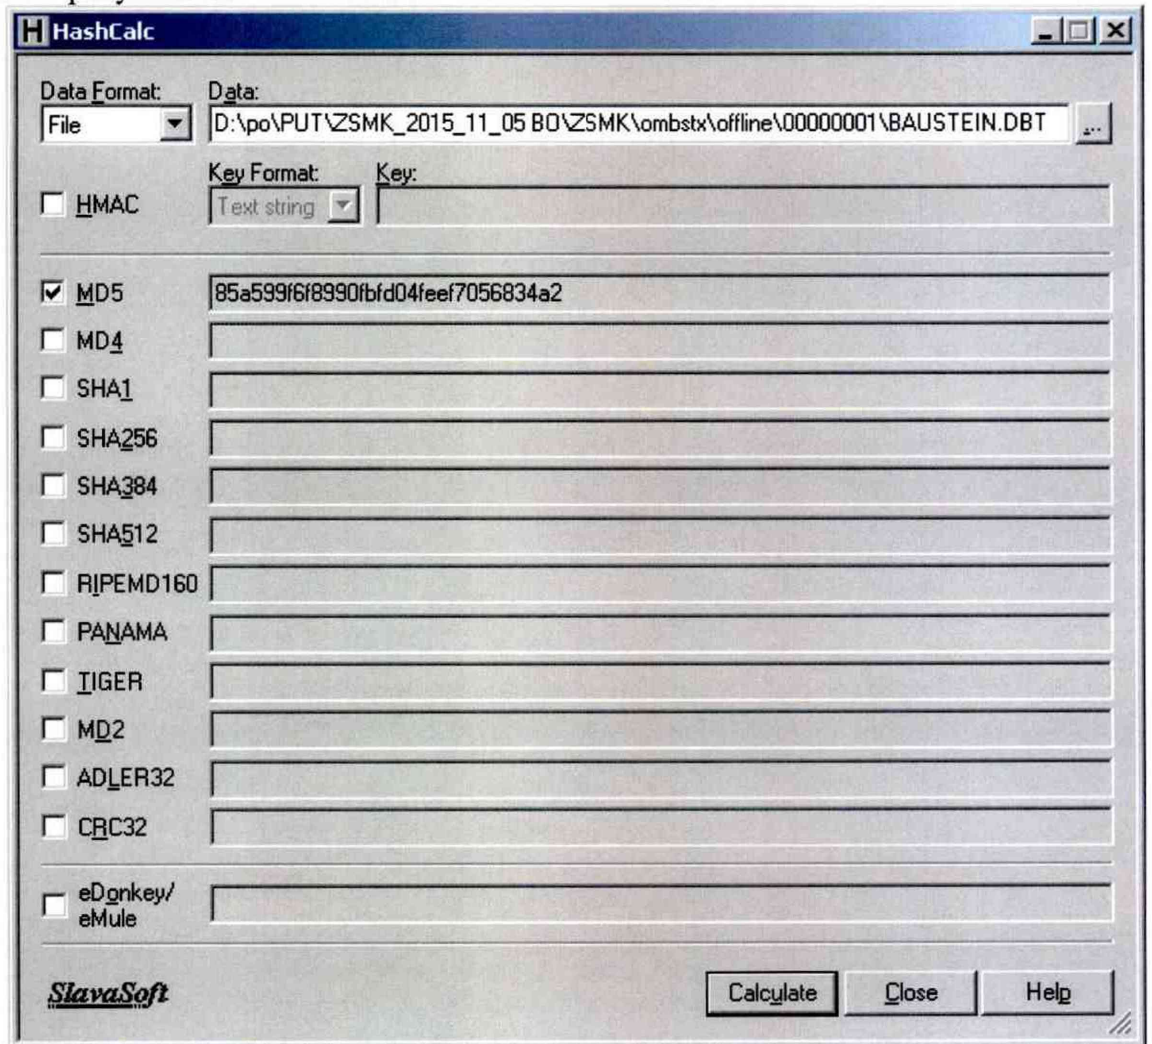 HashCalc
Data Format: Data:
File D:\po\PUT\ZSMK_2015_11_05 BO\ZSMK\ombstx\offline\00000001\BAUSTEIN.DBT ...
Key Format: Key:
HMAC Text string
MD5 85a599f6f8990fbfd04feef7056834a2
MD4
SHA1
SHA256
SHA384
SHA512
RIPEMD160
PANAMA
TIGER
MD2
ADLER32
CRC32
eDonkey/
eMule
SlavaSoft Calculate Close Help